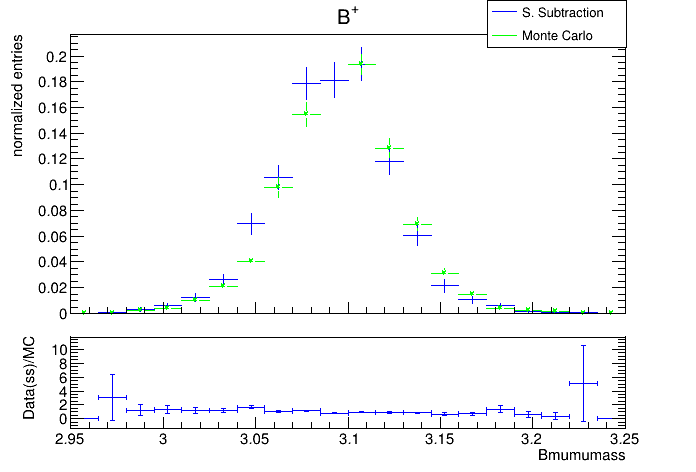 B+
S. Subtraction
Monte Carlo
normalized entries
0.2
0.18
0.16
0.14
0.12
0.1
0.08
0.06
0.04
0.02
0
Data(ss)/MC
10
8
6
4
2
0
2.95 3 3.05 3.1 3.15 3.2 3.25
Bmumumass